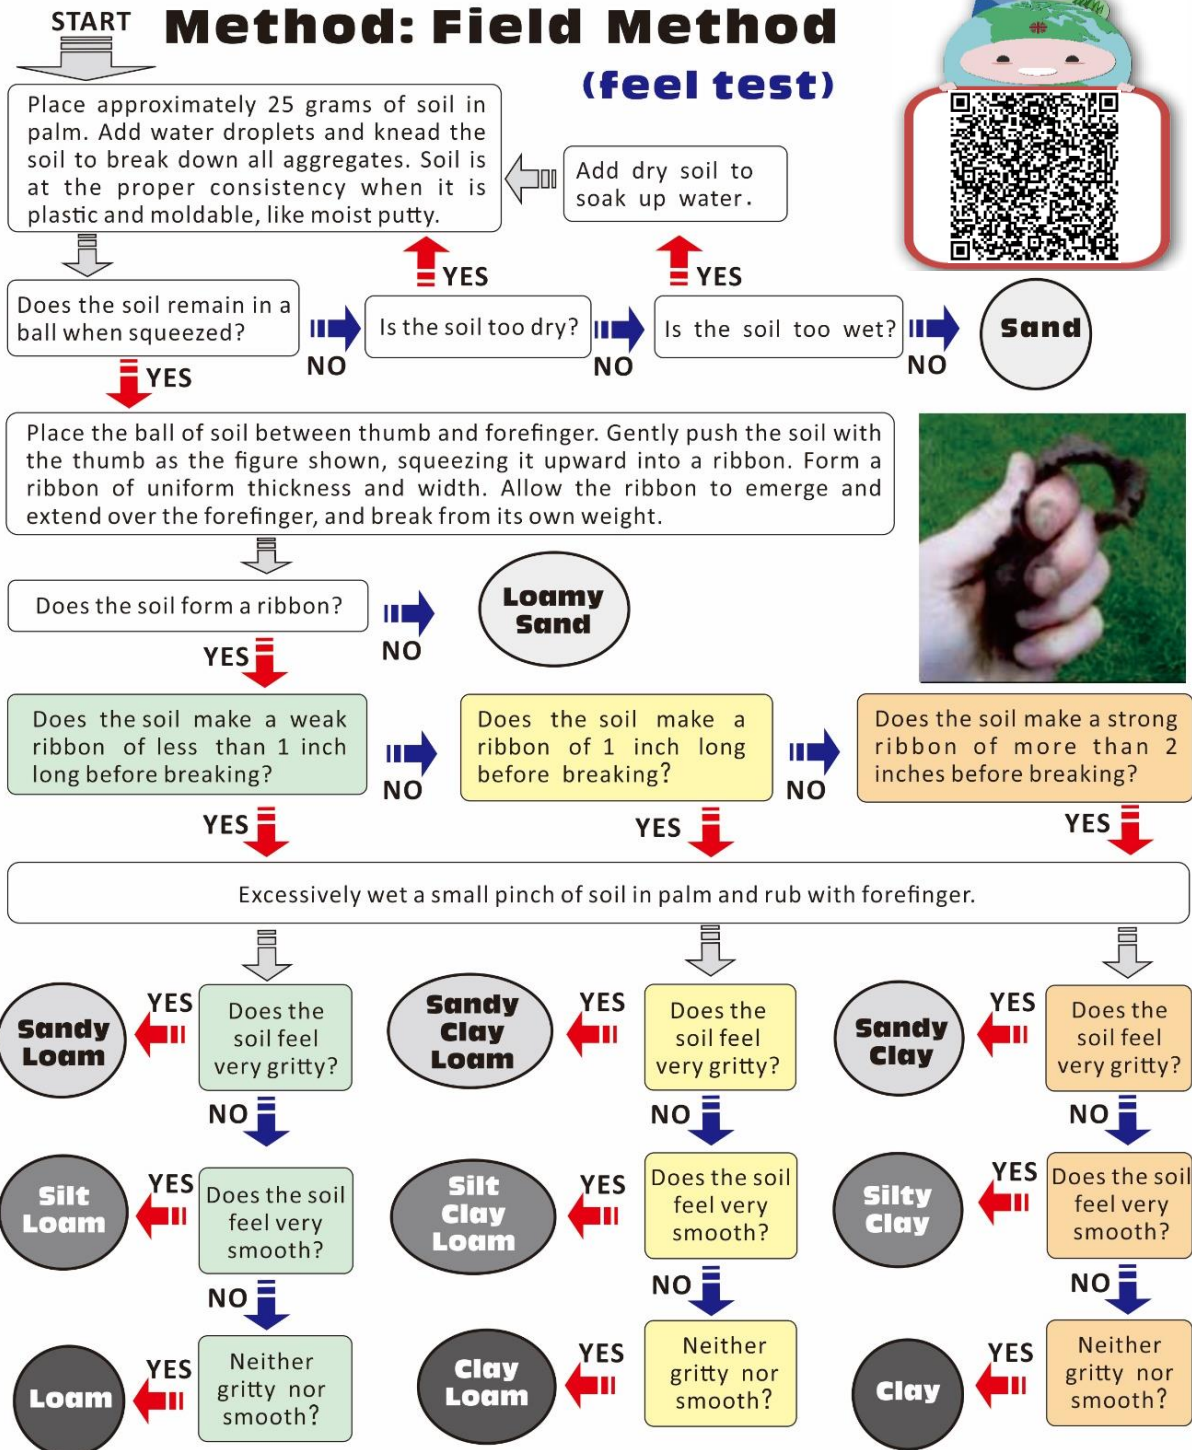 START
Method: Field Method
(feel test)
Place approximately 25 grams of soil in
palm. Add water droplets and knead the
soil to break down all aggregates. Soil is
at the proper consistency when it is
plastic and moldable, like moist putty.
Add dry soil to
soak up water.
YES
YES
Does the soil remain in a
ball when squeezed?
NO
Is the soil too dry?
NO
Is the soil too wet?
NO
Sand
YES
Place the ball of soil between thumb and forefinger. Gently push the soil with
the thumb as the figure shown, squeezing it upward into a ribbon. Form a
ribbon of uniform thickness and width. Allow the ribbon to emerge and
extend over the forefinger, and break from its own weight.
Does the soil form a ribbon?
NO
Loamy
Sand
YES
Does the soil make a weak
ribbon of less than 1 inch
long before breaking?
NO
Does the soil make a
ribbon of 1 inch long
before breaking?
NO
Does the soil make a strong
ribbon of more than 2
inches before breaking?
YES
YES
YES
Excessively wet a small pinch of soil in palm and rub with forefinger.
Sandy
Loam
YES
Does the
soil feel
very gritty?
Sandy
Clay
Loam
YES
Does the
soil feel
very gritty?
Sandy
Clay
YES
Does the
soil feel
very gritty?
NO
NO
NO
Silt
Loam
YES
Does the soil
feel very
smooth?
Silt
Clay
Loam
YES
Does the soil
feel very
smooth?
Silty
Clay
YES
Does the soil
feel very
smooth?
NO
NO
NO
Loam
YES
Neither
gritty nor
smooth?
Clay
Loam
YES
Neither
gritty nor
smooth?
Clay
YES
Neither
gritty nor
smooth?